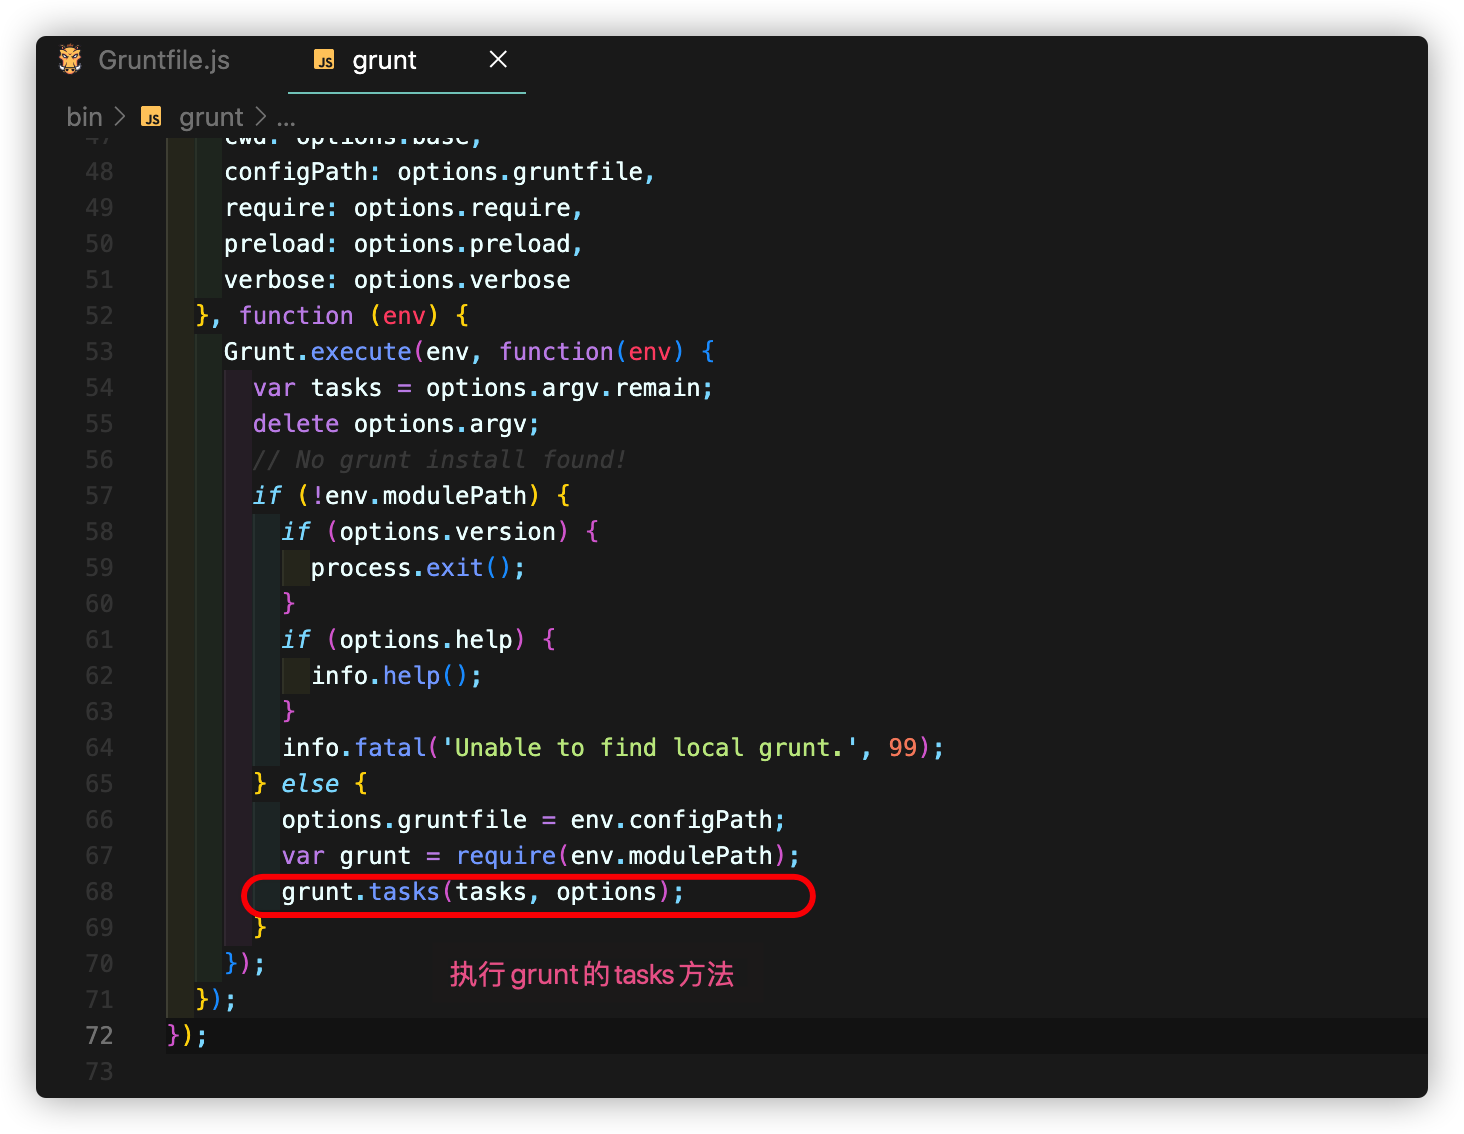 Gruntfile.js
JS grunt
bin > JS grunt > ...
47 cwd: options.base,
48 configPath: options.gruntfile,
49 require: options.require,
50 preload: options.preload,
51 verbose: options.verbose
52 }, function (env) {
53 Grunt.execute(env, function(env) {
54 var tasks = options.argv.remain;
55 delete options.argv;
56 // No grunt install found!
57 if (!env.modulePath) {
58 if (options.version) {
59 process.exit();
60 }
61 if (options.help) {
62 info.help();
63 }
64 info.fatal('Unable to find local grunt.', 99);
65 } else {
66 options.gruntfile = env.configPath;
67 var grunt = require(env.modulePath);
68 grunt.tasks(tasks, options);
69 }
70 });
执行grunt的tasks方法
71 });
72 });
73